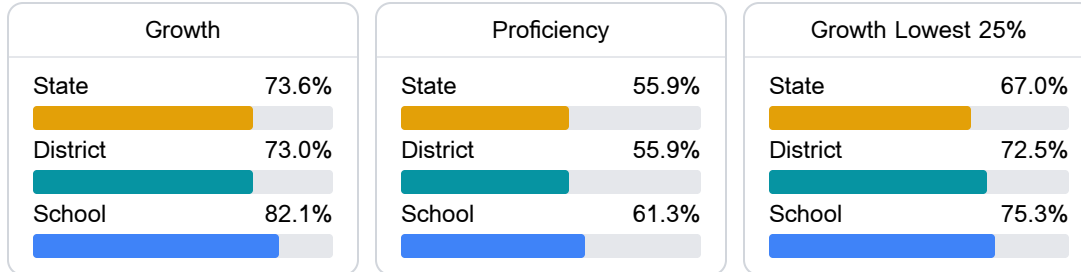 Growth
State 73.6%
District 73.0%
School 82.1%
Proficiency
State 55.9%
District 55.9%
School 61.3%
Growth Lowest 25%
State 67.0%
District 72.5%
School 75.3%